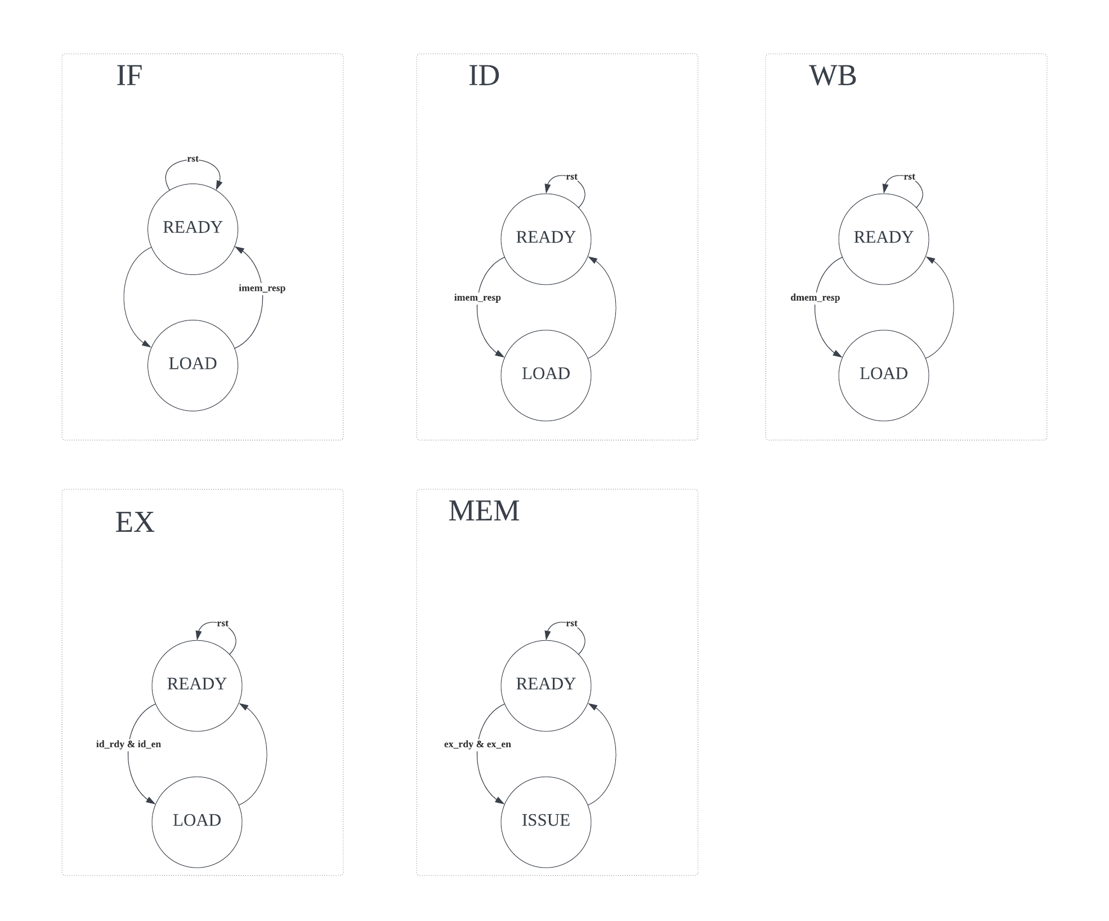 IF
rst
READY
imem_resp
LOAD
ID
rst
READY
imem_resp
LOAD
WB
rst
READY
dmem_resp
LOAD
EX
rst
READY
id_rdy & id_en
LOAD
MEM
rst
READY
ex_rdy & ex_en
ISSUE